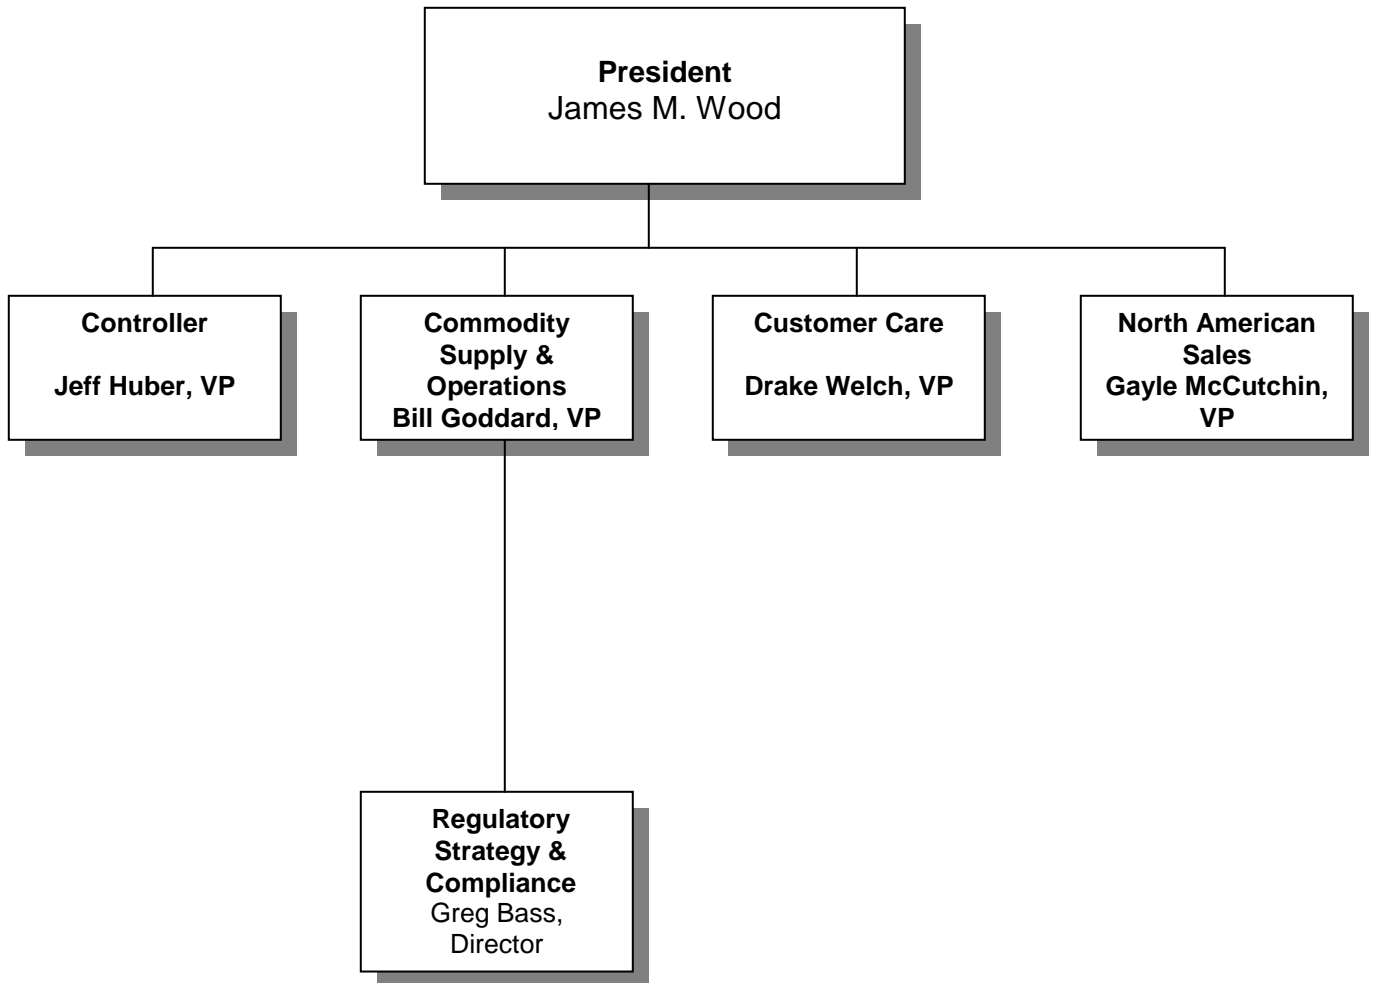 President
James M. Wood
Controller
Jeff Huber, VP
Commodity
Supply &
Operations
Bill Goddard, VP
Customer Care
Drake Welch, VP
North American
Sales
Gayle McCutchin,
VP
Regulatory
Strategy &
Compliance
Greg Bass,
Director